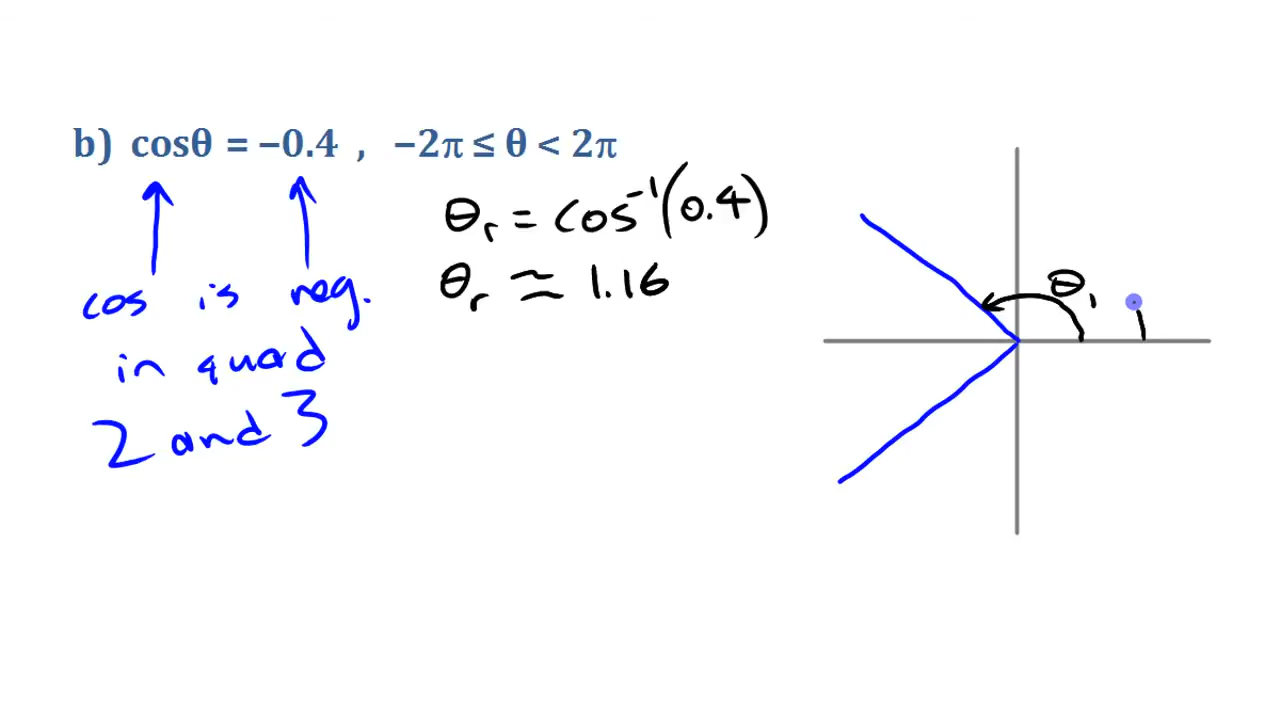 b) cosθ = −0.4 , −2π ≤ θ < 2π
θr = cos⁻¹(0.4)
θr ≈ 1.16
cos is neg.
in quad
2 and 3
θ₁